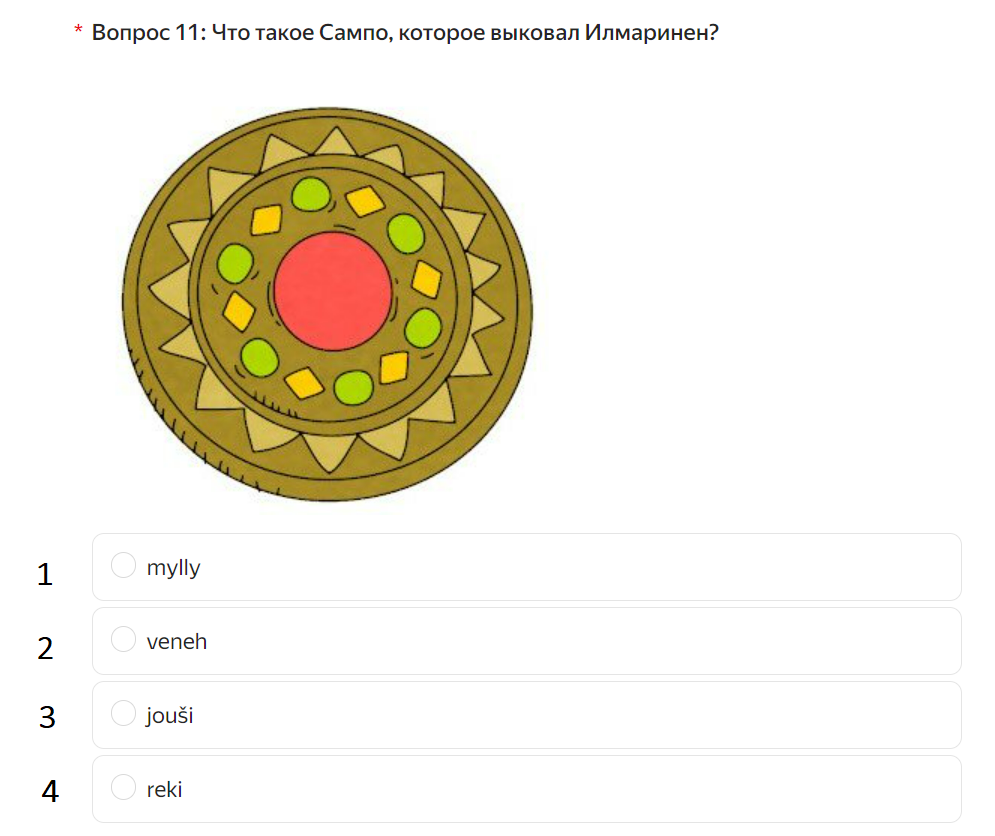 * Вопрос 11: Что такое Сампо, которое выковал Илмаринен?
1 mylly
2 veneh
3 jouši
4 reki